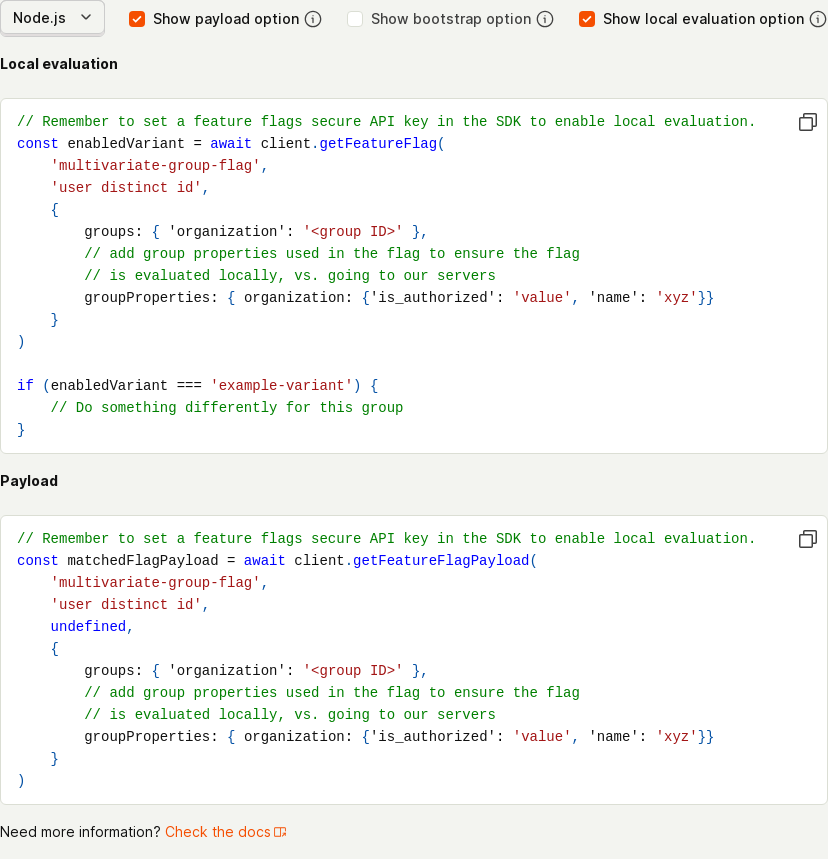 Node.js
Show payload option
Show bootstrap option
Show local evaluation option
Local evaluation
// Remember to set a feature flags secure API key in the SDK to enable local evaluation.
const enabledVariant = await client.getFeatureFlag(
    'multivariate-group-flag',
    'user distinct id',
    {
        groups: { 'organization': '<group ID>' },
        // add group properties used in the flag to ensure the flag
        // is evaluated locally, vs. going to our servers
        groupProperties: { organization: {'is_authorized': 'value', 'name': 'xyz'}}
    }
)

if (enabledVariant === 'example-variant') {
    // Do something differently for this group
}
Payload
// Remember to set a feature flags secure API key in the SDK to enable local evaluation.
const matchedFlagPayload = await client.getFeatureFlagPayload(
    'multivariate-group-flag',
    'user distinct id',
    undefined,
    {
        groups: { 'organization': '<group ID>' },
        // add group properties used in the flag to ensure the flag
        // is evaluated locally, vs. going to our servers
        groupProperties: { organization: {'is_authorized': 'value', 'name': 'xyz'}}
    }
)
Need more information? Check the docs